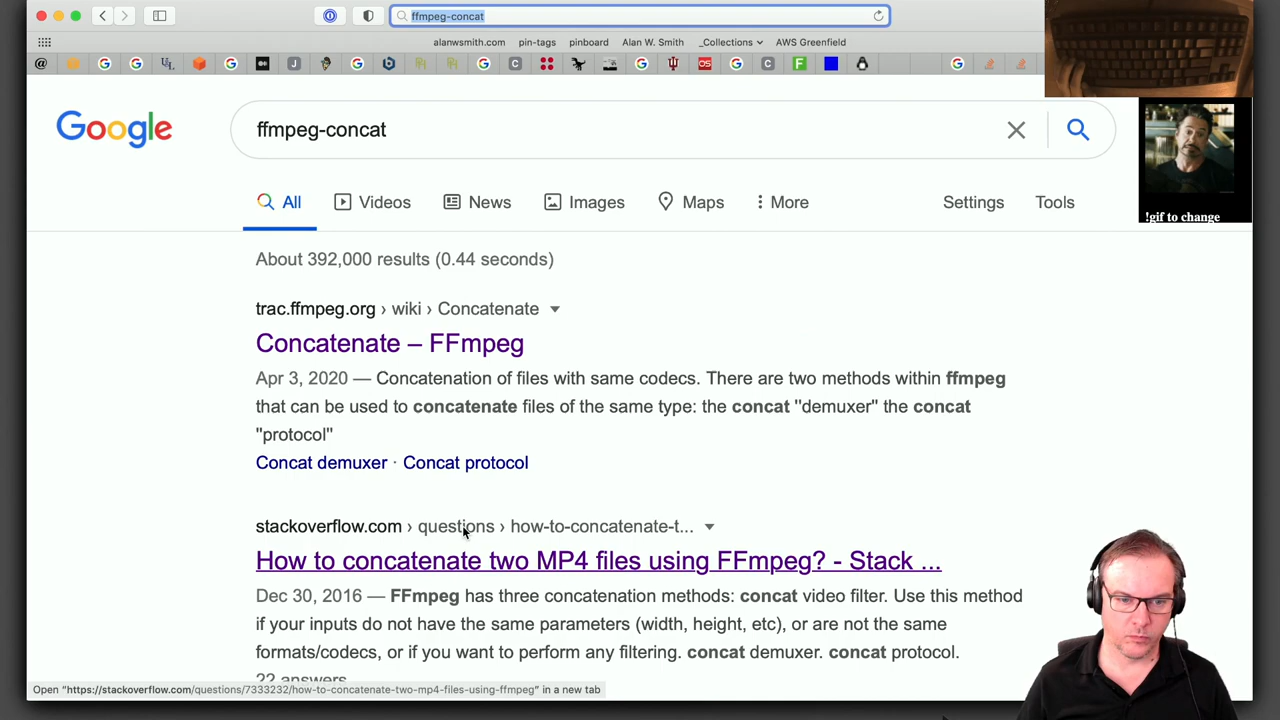 ffmpeg-concat
alanwsmith.com pin-tags pinboard Alan W. Smith _Collections AWS Greenfield
Google
ffmpeg-concat
All Videos News Images Maps More Settings Tools
!gif to change
About 392,000 results (0.44 seconds)
trac.ffmpeg.org › wiki › Concatenate
Concatenate – FFmpeg
Apr 3, 2020 — Concatenation of files with same codecs. There are two methods within ffmpeg
that can be used to concatenate files of the same type: the concat "demuxer" the concat
"protocol"
Concat demuxer · Concat protocol
stackoverflow.com › questions › how-to-concatenate-t...
How to concatenate two MP4 files using FFmpeg? - Stack ...
Dec 30, 2016 — FFmpeg has three concatenation methods: concat video filter. Use this method
if your inputs do not have the same parameters (width, height, etc), or are not the same
formats/codecs, or if you want to perform any filtering. concat demuxer. concat protocol.
22 answers
Open "https://stackoverflow.com/questions/7333232/how-to-concatenate-two-mp4-files-using-ffmpeg" in a new tab